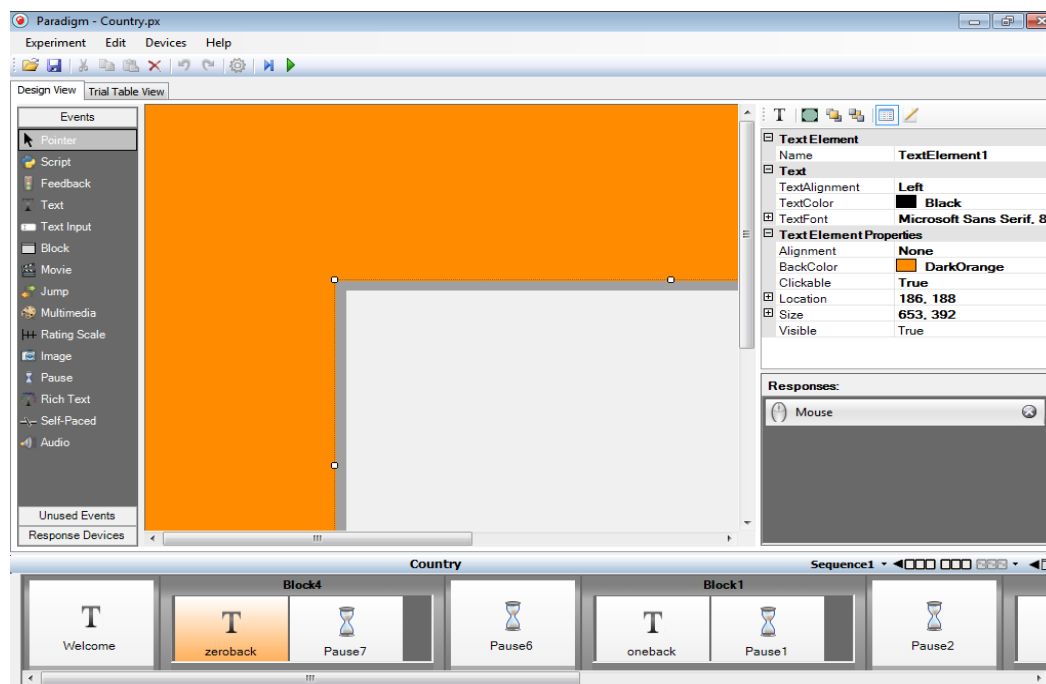 Paradigm - Country.px
Experiment Edit Devices Help
Design View Trial Table View
Events
Pointer
Script
Feedback
Text
Text Input
Block
Movie
Jump
Multimedia
Rating Scale
Image
Pause
Rich Text
Self-Paced
Audio
Unused Events
Response Devices
Text Element
Name TextElement1
Text
TextAlignment Left
TextColor Black
TextFont Microsoft Sans Serif, 8
Text Element Properties
Alignment None
BackColor DarkOrange
Clickable True
Location 186, 188
Size 653, 392
Visible True
Responses:
Mouse
Country Sequence1
Block4 Block1
Welcome zeroback Pause7 Pause6 oneback Pause1 Pause2